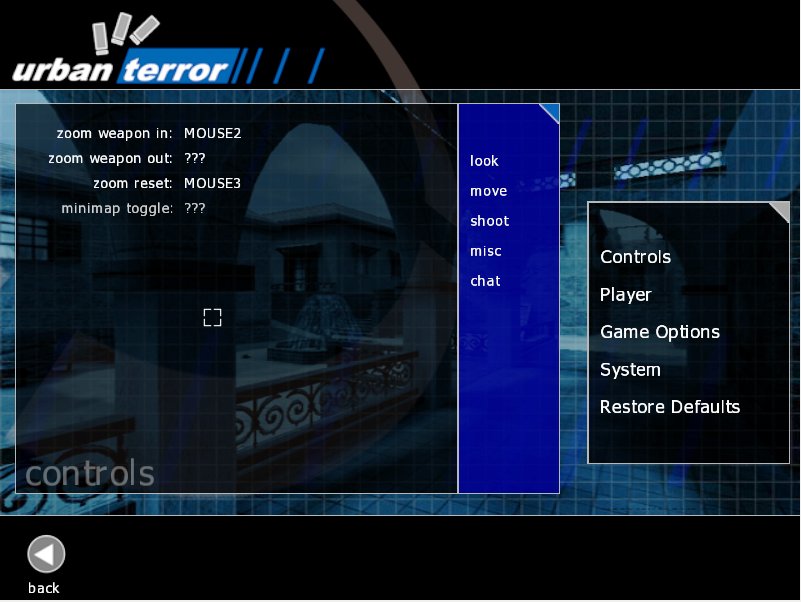 urban terror
zoom weapon in: MOUSE2
zoom weapon out: ???
zoom reset: MOUSE3
minimap toggle: ???
controls
look
move
shoot
misc
chat
Controls
Player
Game Options
System
Restore Defaults
back